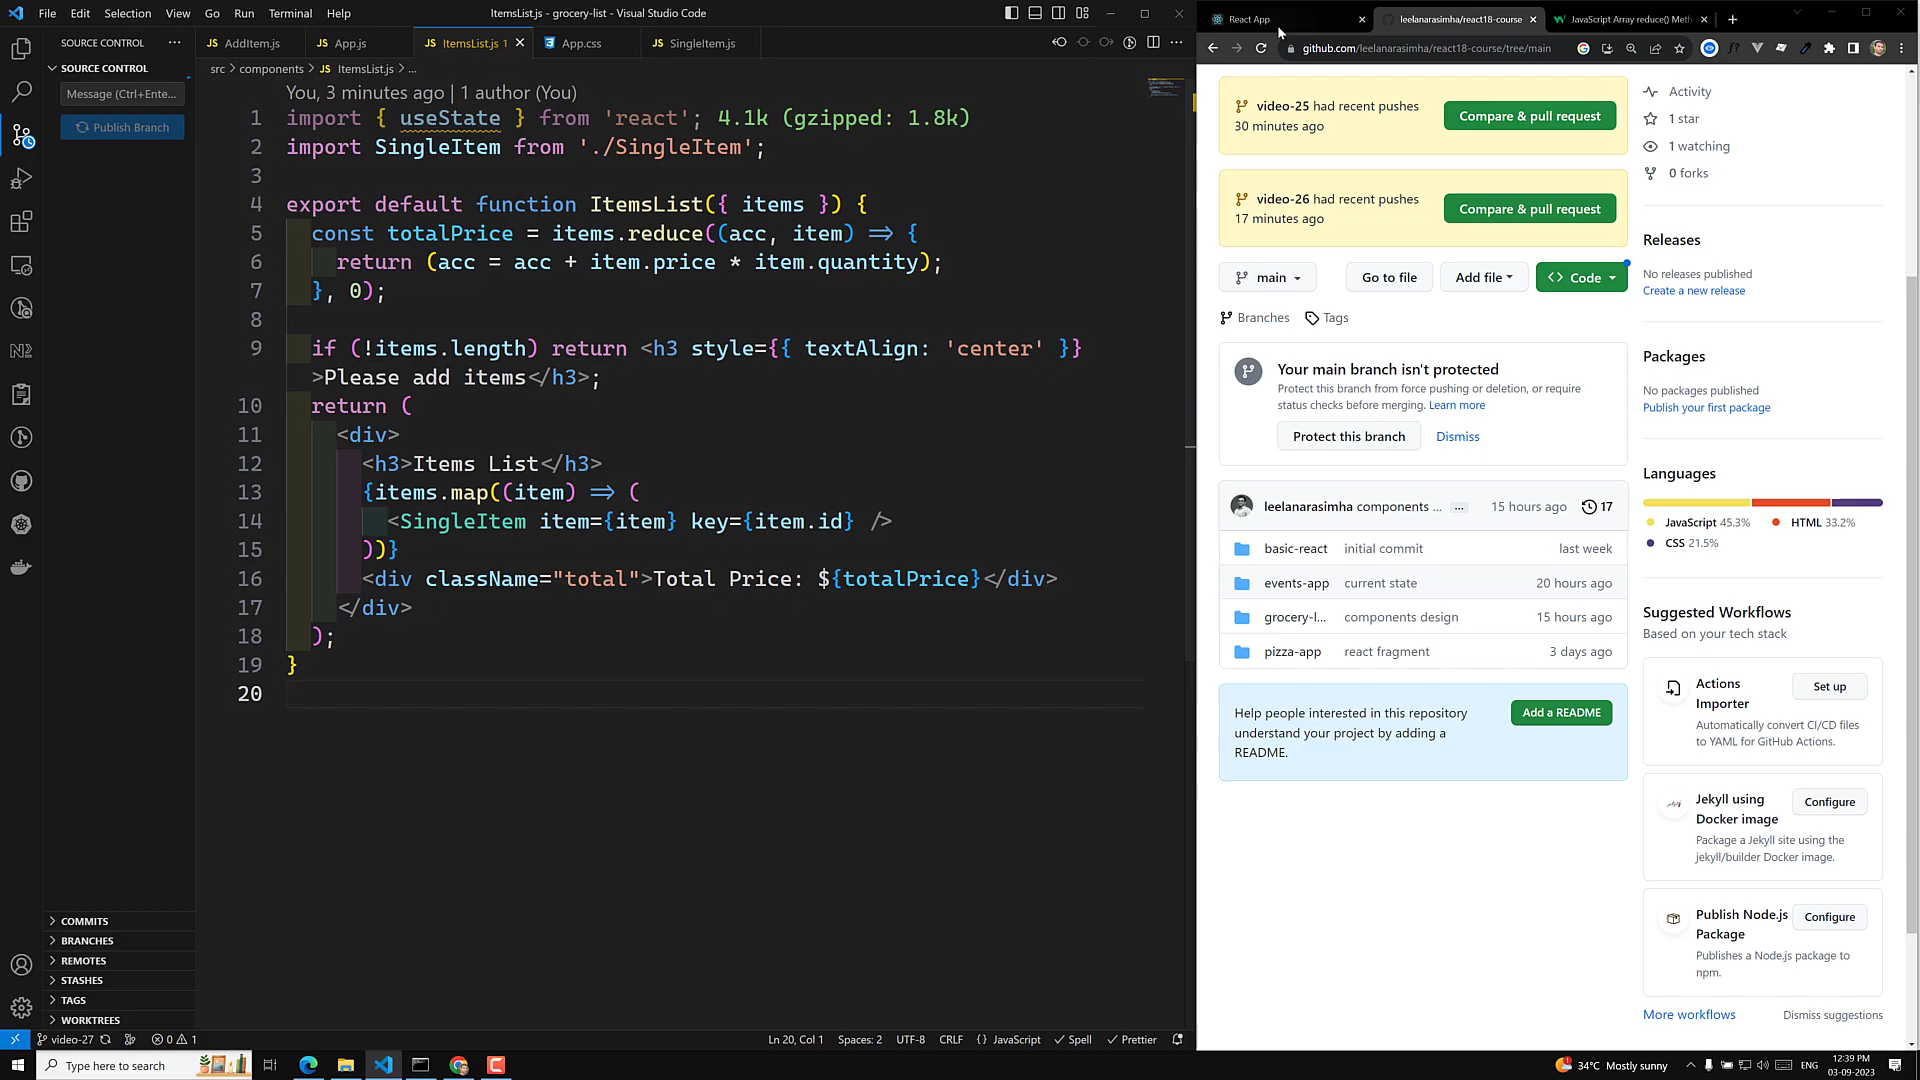 File Edit Selection View Go Run Terminal Help
ItemsList.js - grocery-list - Visual Studio Code
SOURCE CONTROL
SOURCE CONTROL
Message (Ctrl+Ente...
Publish Branch
COMMITS
BRANCHES
REMOTES
STASHES
TAGS
WORKTREES
JS AddItem.js
JS App.js
JS ItemsList.js 1
App.css
JS SingleItem.js
src > components > JS ItemsList.js > ...
You, 3 minutes ago | 1 author (You)
1 import { useState } from 'react'; 4.1k (gzipped: 1.8k)
2 import SingleItem from './SingleItem';
3
4 export default function ItemsList({ items }) {
5 const totalPrice = items.reduce((acc, item) => {
6 return (acc = acc + item.price * item.quantity);
7 }, 0);
8
9 if (!items.length) return <h3 style={{ textAlign: 'center' }}
>Please add items</h3>;
10 return (
11 <div>
12 <h3>Items List</h3>
13 {items.map((item) => (
14 <SingleItem item={item} key={item.id} />
15 ))}
16 <div className="total">Total Price: ${totalPrice}</div>
17 </div>
18 );
19 }
20
video-27
0 1
Ln 20, Col 1 Spaces: 2 UTF-8 CRLF {} JavaScript Spell Prettier
React App
leelanarasimha/react18-course
JavaScript Array reduce() Meth
github.com/leelanarasimha/react18-course/tree/main
video-25 had recent pushes
30 minutes ago
Compare & pull request
video-26 had recent pushes
17 minutes ago
Compare & pull request
main
Go to file
Add file
Code
Branches
Tags
Your main branch isn't protected
Protect this branch from force pushing or deletion, or require
status checks before merging. Learn more
Protect this branch
Dismiss
leelanarasimha components ... ... 15 hours ago 17
basic-react initial commit last week
events-app current state 20 hours ago
grocery-l... components design 15 hours ago
pizza-app react fragment 3 days ago
Help people interested in this repository
understand your project by adding a
README.
Add a README
Activity
1 star
1 watching
0 forks
Releases
No releases published
Create a new release
Packages
No packages published
Publish your first package
Languages
JavaScript 45.3% HTML 33.2%
CSS 21.5%
Suggested Workflows
Based on your tech stack
Actions
Importer
Set up
Automatically convert CI/CD files
to YAML for GitHub Actions.
Jekyll using
Docker image
Configure
Package a Jekyll site using the
jekyll/builder Docker image.
Publish Node.js
Package
Configure
Publishes a Node.js package to
npm.
More workflows
Dismiss suggestions
Type here to search
34°C Mostly sunny
ENG
12:39 PM
03-09-2023